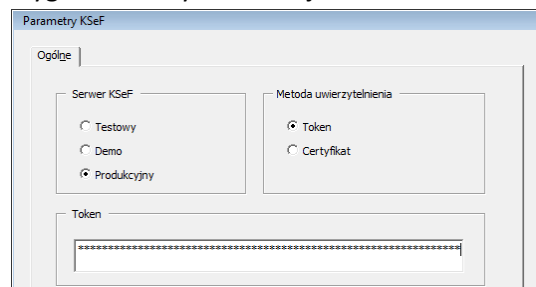 Parametry KSeF
Ogólne
Serwer KSeF
Testowy
Demo
Produkcyjny
Metoda uwierzytelnienia
Token
Certyfikat
Token
****************************************************************